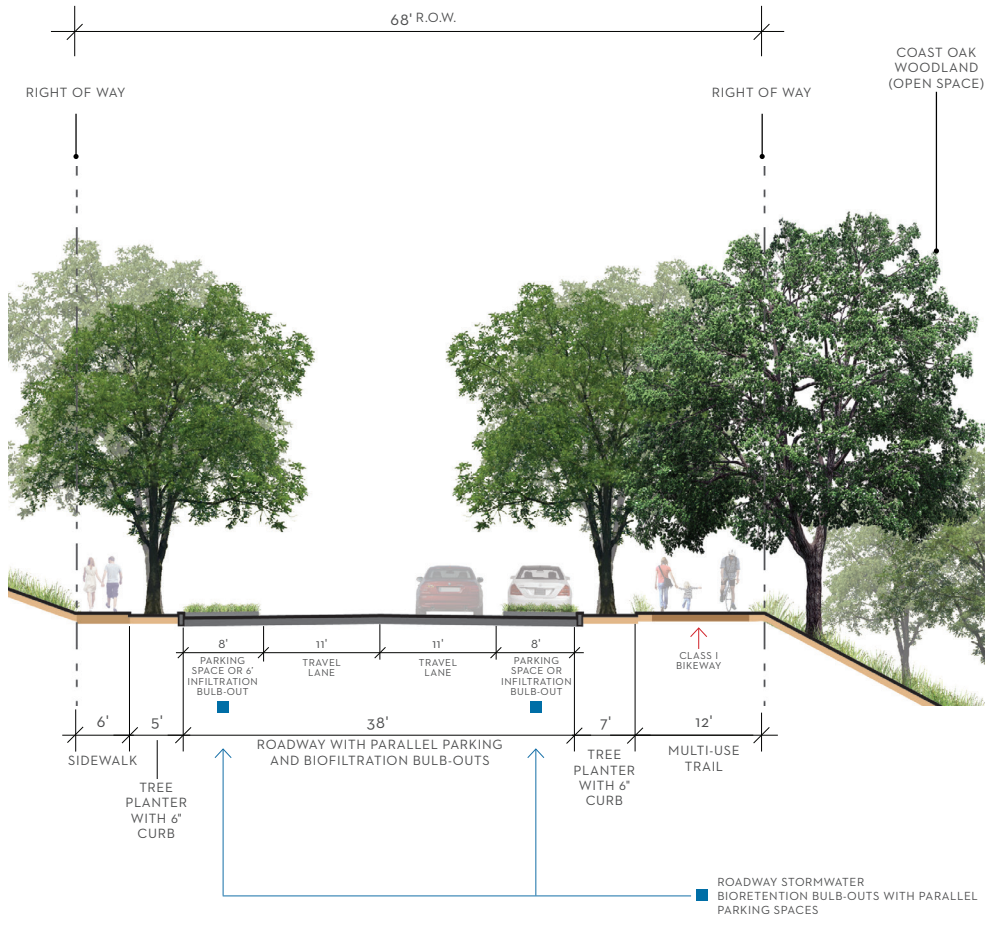 68' R.O.W.
COAST OAK
WOODLAND
(OPEN SPACE)
RIGHT OF WAY
RIGHT OF WAY
8'
11'
11'
8'
PARKING
SPACE OR 6'
INFILTRATION
BULB-OUT
TRAVEL
LANE
TRAVEL
LANE
PARKING
SPACE OR
INFILTRATION
BULB-OUT
CLASS I
BIKEWAY
6'
5'
38'
7'
12'
SIDEWALK
TREE
PLANTER
WITH 6"
CURB
ROADWAY WITH PARALLEL PARKING
AND BIOFILTRATION BULB-OUTS
TREE
PLANTER
WITH 6"
CURB
MULTI-USE
TRAIL
ROADWAY STORMWATER
BIORETENTION BULB-OUTS WITH PARALLEL
PARKING SPACES